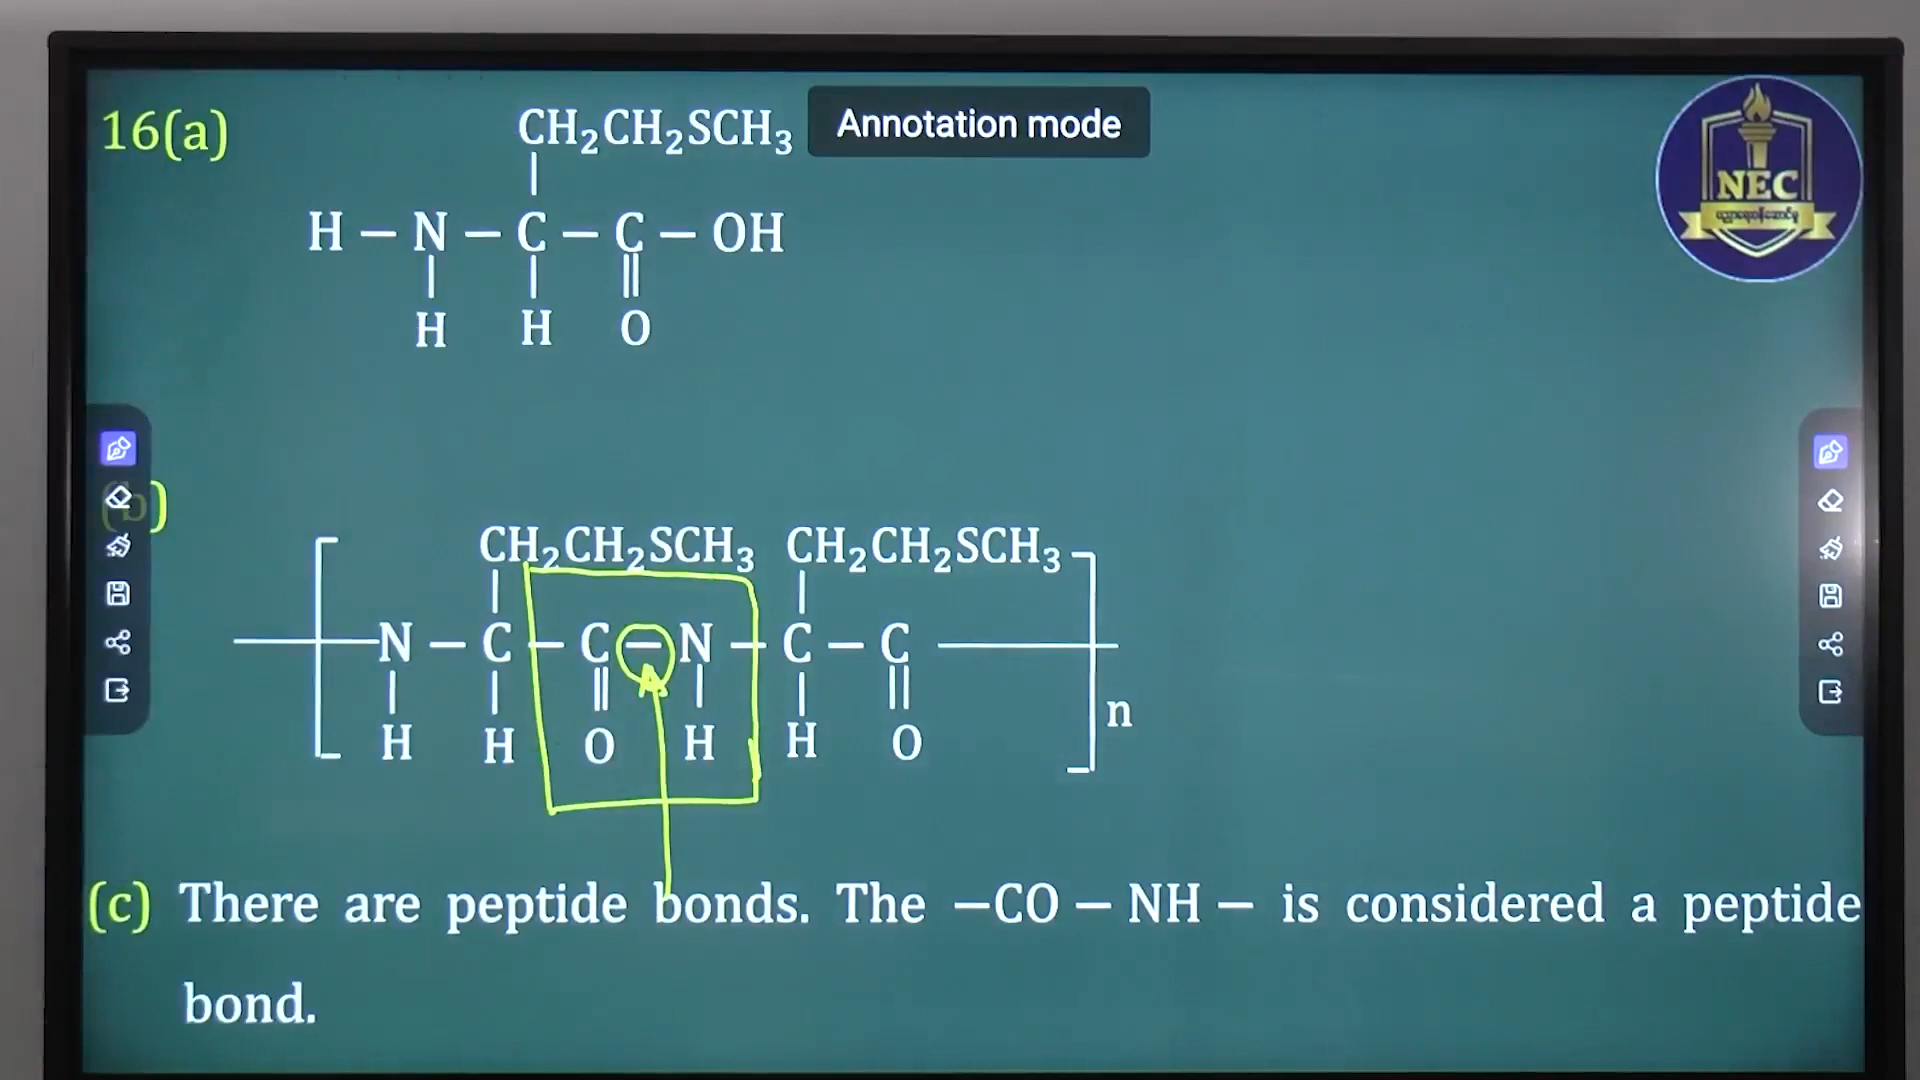 16(a)
CH₂CH₂SCH₃
Annotation mode
H – N – C – C – OH
H H O
NEC
(b)
CH₂CH₂SCH₃ CH₂CH₂SCH₃
N – C – C – N – C – C
H H O H H O
n
(c) There are peptide bonds. The –CO – NH – is considered a peptide
bond.